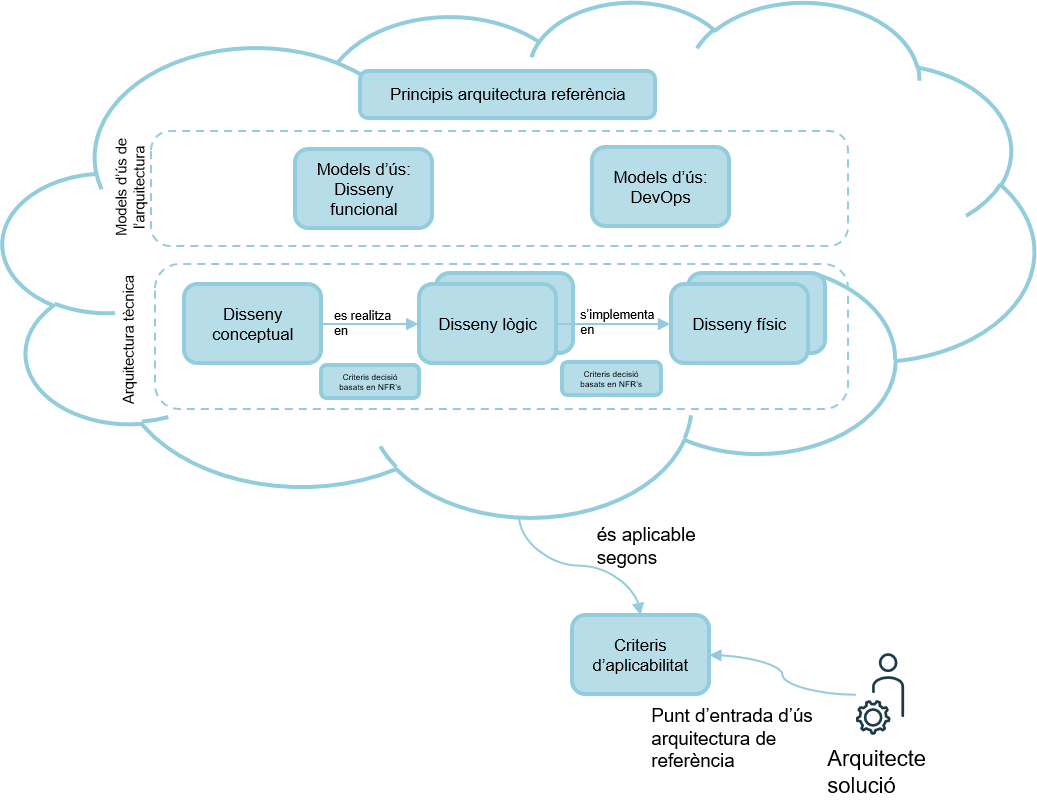 Principis arquitectura referència
Models d'ús de
l'arquitectura
Models d'ús:
Disseny
funcional
Models d'ús:
DevOps
Arquitectura tècnica
Disseny
conceptual
es realitza
en
Disseny lògic
s'implementa
en
Disseny físic
Criteris decisió
basats en NFR's
Criteris decisió
basats en NFR's
és aplicable
segons
Criteris
d'aplicabilitat
Punt d'entrada d'ús
arquitectura de
referència
Arquitecte
solució